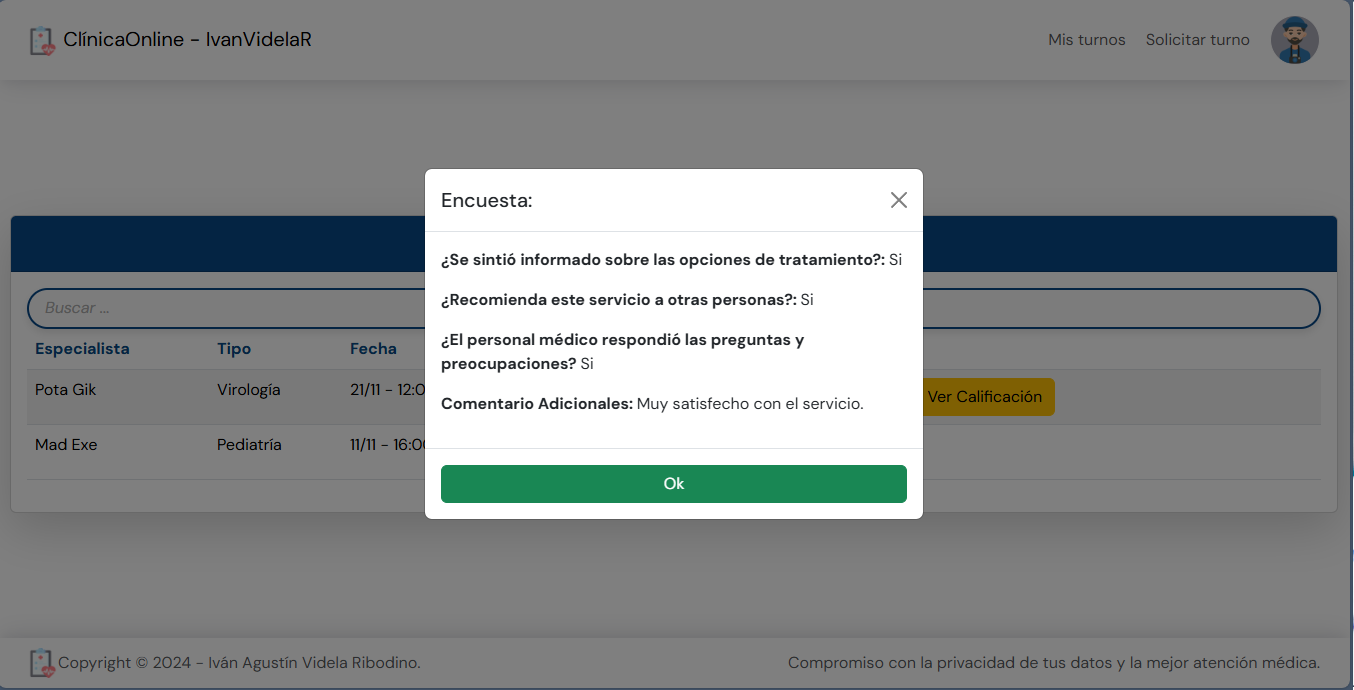 ClínicaOnline - IvanVidelaR
Mis turnos
Solicitar turno
Encuesta:
¿Se sintió informado sobre las opciones de tratamiento?: Si
¿Recomienda este servicio a otras personas?: Si
¿El personal médico respondió las preguntas y
preocupaciones? Si
Comentario Adicionales: Muy satisfecho con el servicio.
Ok
Buscar ...
Especialista Tipo Fecha
Pota Gik Virología 21/11 - 12:0 Ver Calificación
Mad Exe Pediatría 11/11 - 16:00
Copyright © 2024 - Iván Agustín Videla Ribodino.
Compromiso con la privacidad de tus datos y la mejor atención médica.